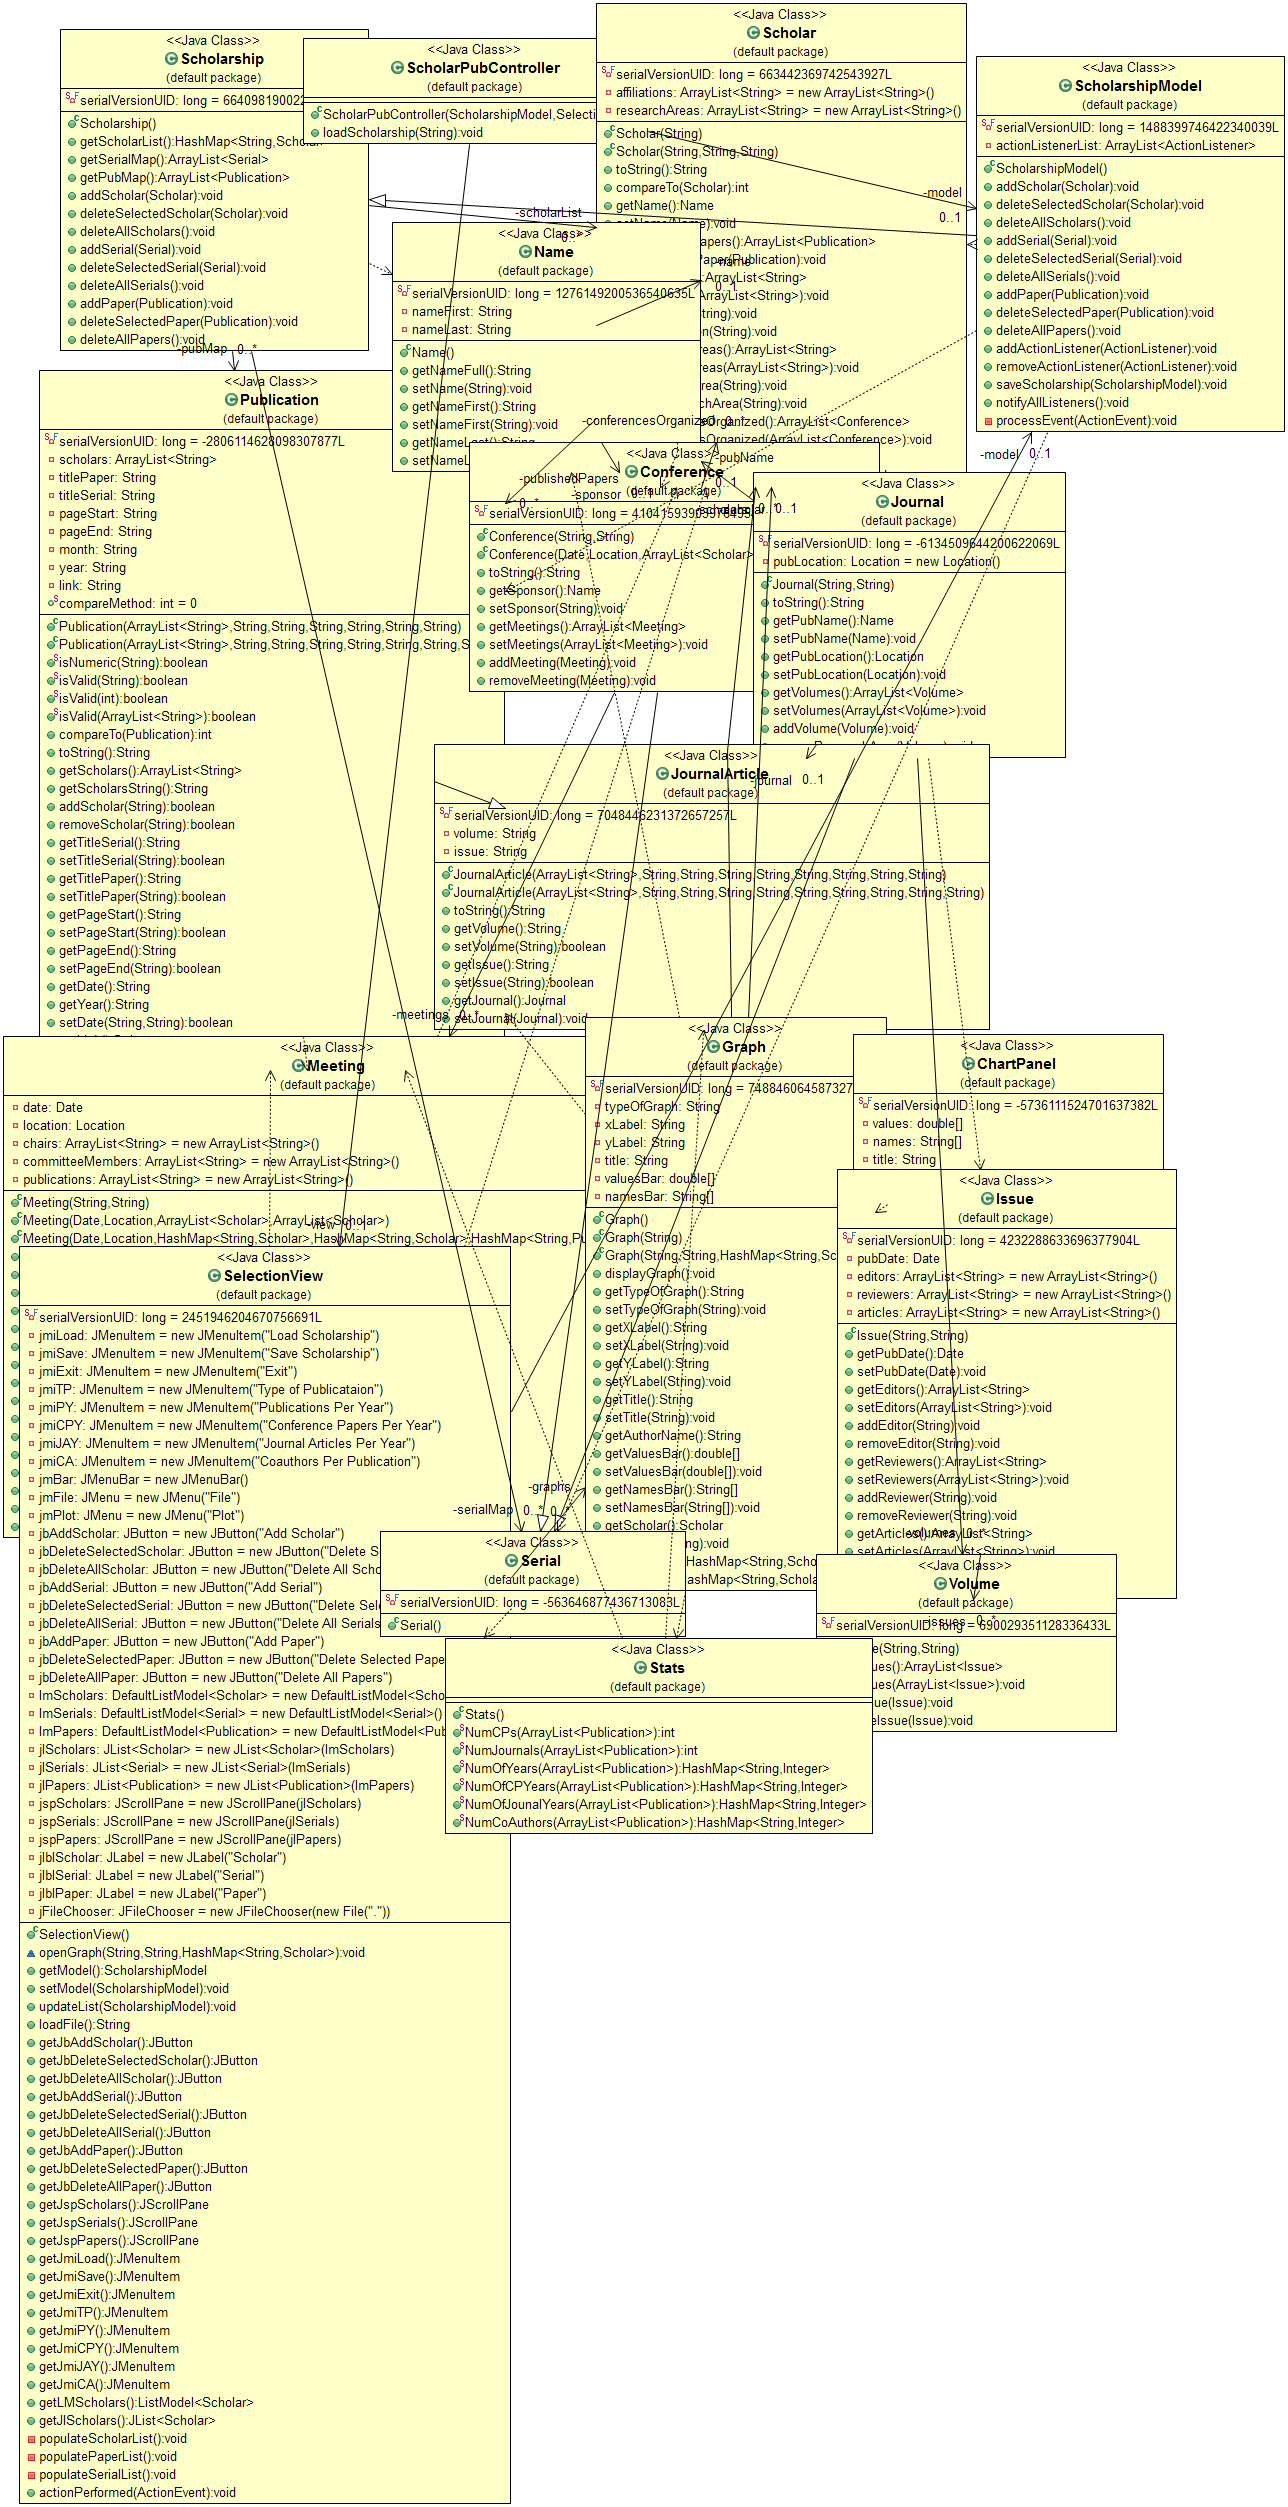 <<Java Class>>
Scholarship
(default package)
serialVersionUID: long = 664098190022
Scholarship()
getScholarList():HashMap<String,Scholar
getSerialMap():ArrayList<Serial>
getPubMap():ArrayList<Publication>
addScholar(Scholar):void
deleteSelectedScholar(Scholar):void
deleteAllScholars():void
addSerial(Serial):void
deleteSelectedSerial(Serial):void
deleteAllSerials():void
addPaper(Publication):void
deleteSelectedPaper(Publication):void
deleteAllPapers():void
<<Java Class>>
ScholarPubController
(default package)
ScholarPubController(ScholarshipModel,Selecti
loadScholarship(String):void
<<Java Class>>
Scholar
(default package)
serialVersionUID: long = 663442369742543927L
affiliations: ArrayList<String> = new ArrayList<String>()
researchAreas: ArrayList<String> = new ArrayList<String>()
Scholar(String)
Scholar(String,String,String)
toString():String
compareTo(Scholar):int
getName():Name
setName(Name):void
apers():ArrayList<Publication>
Paper(Publication):void
:ArrayList<String>
ArrayList<String>):void
tring):void
on(String):void
reas():ArrayList<String>
reas(ArrayList<String>):void
rea(String):void
chArea(String):void
sOrganized():ArrayList<Conference>
sOrganized(ArrayList<Conference>):void
<<Java Class>>
ScholarshipModel
(default package)
serialVersionUID: long = 1488399746422340039L
actionListenerList: ArrayList<ActionListener>
ScholarshipModel()
addScholar(Scholar):void
deleteSelectedScholar(Scholar):void
deleteAllScholars():void
addSerial(Serial):void
deleteSelectedSerial(Serial):void
deleteAllSerials():void
addPaper(Publication):void
deleteSelectedPaper(Publication):void
deleteAllPapers():void
addActionListener(ActionListener):void
removeActionListener(ActionListener):void
saveScholarship(ScholarshipModel):void
notifyAllListeners():void
processEvent(ActionEvent):void
-model
0..1
-scholarList
0..*
-name
0..1
<<Java Class>>
Name
(default package)
serialVersionUID: long = 1276149200536540635L
nameFirst: String
nameLast: String
Name()
getNameFull():String
setName(String):void
getNameFirst():String
setNameFirst(String):void
getNameLast():String
setNameL
-pubMap 0..*
<<Java Class>>
Publication
(default package)
serialVersionUID: long = -2806114628098307877L
scholars: ArrayList<String>
titlePaper: String
titleSerial: String
pageStart: String
pageEnd: String
month: String
year: String
link: String
compareMethod: int = 0
Publication(ArrayList<String>,String,String,String,String,String,String)
Publication(ArrayList<String>,String,String,String,String,String,String,S
isNumeric(String):boolean
isValid(String):boolean
isValid(int):boolean
isValid(ArrayList<String>):boolean
compareTo(Publication):int
toString():String
getScholars():ArrayList<String>
getScholarsString():String
addScholar(String):boolean
removeScholar(String):boolean
getTitleSerial():String
setTitleSerial(String):boolean
getTitlePaper():String
setTitlePaper(String):boolean
getPageStart():String
setPageStart(String):boolean
getPageEnd():String
setPageEnd(String):boolean
getDate():String
getYear():String
setDate(String,String):boolean
-conferencesOrganized 0..*
-publishedPapers
0..*
-sponsor 0..1
-pubName
0..1
-model 0..1
0..1
<<Java Class>>
Conference
(default package)
serialVersionUID: long =
Conference(String,String)
Conference(Date,Location,ArrayList<Scholar>
toString():String
getSponsor():Name
setSponsor(String):void
getMeetings():ArrayList<Meeting>
setMeetings(ArrayList<Meeting>):void
addMeeting(Meeting):void
removeMeeting(Meeting):void
<<Java Class>>
Journal
(default package)
serialVersionUID: long = -6134509644200622069L
pubLocation: Location = new Location()
Journal(String,String)
toString():String
getPubName():Name
setPubName(Name):void
getPubLocation():Location
setPubLocation(Location):void
getVolumes():ArrayList<Volume>
setVolumes(ArrayList<Volume>):void
addVolume(Volume):void
<<Java Class>>
JournalArticle
(default package)
-journal 0..1
serialVersionUID: long = 7048446231372657257L
volume: String
issue: String
JournalArticle(ArrayList<String>,String,String,String,String,String,String,String,String)
JournalArticle(ArrayList<String>,String,String,String,String,String,String,String,String,String)
toString():String
getVolume():String
setVolume(String):boolean
getIssue():String
setIssue(String):boolean
getJournal():Journal
setJournal(Journal):void
-meetings 0..*
<<Java Class>>
Meeting
(default package)
date: Date
location: Location
chairs: ArrayList<String> = new ArrayList<String>()
committeeMembers: ArrayList<String> = new ArrayList<String>()
publications: ArrayList<String> = new ArrayList<String>()
Meeting(String,String)
Meeting(Date,Location,ArrayList<Scholar>,ArrayList<Scholar>)
Meeting(Date,Location,HashMap<String,Scholar>,HashMap<String,Scholar>,HashMap<String,Pu
-view 0..1
<<Java Class>>
Graph
(default package)
serialVersionUID: long = 748846064587327
typeOfGraph: String
xLabel: String
yLabel: String
title: String
valuesBar: double[]
namesBar: String[]
Graph()
Graph(String)
Graph(String,String,HashMap<String,Sc
displayGraph():void
getTypeOfGraph():String
setTypeOfGraph(String):void
getXLabel():String
setXLabel(String):void
getYLabel():String
setYLabel(String):void
getTitle():String
setTitle(String):void
getAuthorName():String
getValuesBar():double[]
setValuesBar(double[]):void
getNamesBar():String[]
setNamesBar(String[]):void
getScholar():Scholar
ng):void
HashMap<String,Scho
ashMap<String,Schola
<<Java Class>>
ChartPanel
(default package)
serialVersionUID: long = -5736111524701637382L
values: double[]
names: String[]
title: String
<<Java Class>>
Issue
(default package)
serialVersionUID: long = 4232288633696377904L
pubDate: Date
editors: ArrayList<String> = new ArrayList<String>()
reviewers: ArrayList<String> = new ArrayList<String>()
articles: ArrayList<String> = new ArrayList<String>()
Issue(String,String)
getPubDate():Date
setPubDate(Date):void
getEditors():ArrayList<String>
setEditors(ArrayList<String>):void
addEditor(String):void
removeEditor(String):void
getReviewers():ArrayList<String>
setReviewers(ArrayList<String>):void
addReviewer(String):void
removeReviewer(String):void
getArticles():ArrayList<String>
setArticles(ArrayList<String>):void
-volumes 0..*
<<Java Class>>
SelectionView
(default package)
serialVersionUID: long = 2451946204670756691L
jmiLoad: JMenuItem = new JMenuItem("Load Scholarship")
jmiSave: JMenuItem = new JMenuItem("Save Scholarship")
jmiExit: JMenuItem = new JMenuItem("Exit")
jmiTP: JMenuItem = new JMenuItem("Type of Publicataion")
jmiPY: JMenuItem = new JMenuItem("Publications Per Year")
jmiCPY: JMenuItem = new JMenuItem("Conference Papers Per Year")
jmiJAY: JMenuItem = new JMenuItem("Journal Articles Per Year")
jmiCA: JMenuItem = new JMenuItem("Coauthors Per Publication")
jmBar: JMenuBar = new JMenuBar()
jmFile: JMenu = new JMenu("File")
jmPlot: JMenu = new JMenu("Plot")
jbAddScholar: JButton = new JButton("Add Scholar")
jbDeleteSelectedScholar: JButton = new JButton("Delete S
jbDeleteAllScholar: JButton = new JButton("Delete All Scho
jbAddSerial: JButton = new JButton("Add Serial")
jbDeleteSelectedSerial: JButton = new JButton("Delete Sel
jbDeleteAllSerial: JButton = new JButton("Delete All Serials
jbAddPaper: JButton = new JButton("Add Paper")
jbDeleteSelectedPaper: JButton = new JButton("Delete Selected Pape
jbDeleteAllPaper: JButton = new JButton("Delete All Papers")
lmScholars: DefaultListModel<Scholar> = new DefaultListModel<Scho
lmSerials: DefaultListModel<Serial> = new DefaultListModel<Serial>()
lmPapers: DefaultListModel<Publication> = new DefaultListModel<Pub
jlScholars: JList<Scholar> = new JList<Scholar>(lmScholars)
jlSerials: JList<Serial> = new JList<Serial>(lmSerials)
jlPapers: JList<Publication> = new JList<Publication>(lmPapers)
jspScholars: JScrollPane = new JScrollPane(jlScholars)
jspSerials: JScrollPane = new JScrollPane(jlSerials)
jspPapers: JScrollPane = new JScrollPane(jlPapers)
jlblScholar: JLabel = new JLabel("Scholar")
jlblSerial: JLabel = new JLabel("Serial")
jlblPaper: JLabel = new JLabel("Paper")
jFileChooser: JFileChooser = new JFileChooser(new File("."))
SelectionView()
openGraph(String,String,HashMap<String,Scholar>):void
getModel():ScholarshipModel
setModel(ScholarshipModel):void
updateList(ScholarshipModel):void
loadFile():String
getJbAddScholar():JButton
getJbDeleteSelectedScholar():JButton
getJbDeleteAllScholar():JButton
getJbAddSerial():JButton
getJbDeleteSelectedSerial():JButton
getJbDeleteAllSerial():JButton
getJbAddPaper():JButton
getJbDeleteSelectedPaper():JButton
getJbDeleteAllPaper():JButton
getJspScholars():JScrollPane
getJspSerials():JScrollPane
getJspPapers():JScrollPane
getJmiLoad():JMenuItem
getJmiSave():JMenuItem
getJmiExit():JMenuItem
getJmiTP():JMenuItem
getJmiPY():JMenuItem
getJmiCPY():JMenuItem
getJmiJAY():JMenuItem
getJmiCA():JMenuItem
getLMScholars():ListModel<Scholar>
getJlScholars():JList<Scholar>
populateScholarList():void
populatePaperList():void
populateSerialList():void
actionPerformed(ActionEvent):void
-graphs
-serialMap 0..* 0..*
<<Java Class>>
Serial
(default package)
serialVersionUID: long = -563646877436713083L
Serial()
<<Java Class>>
Volume
(default package)
-issues 0..*
serialVersionUID: long = 690029351128336433L
e(String,String)
ues():ArrayList<Issue>
ues(ArrayList<Issue>):void
sue(Issue):void
eIssue(Issue):void
<<Java Class>>
Stats
(default package)
Stats()
NumCPs(ArrayList<Publication>):int
NumJournals(ArrayList<Publication>):int
NumOfYears(ArrayList<Publication>):HashMap<String,Integer>
NumOfCPYears(ArrayList<Publication>):HashMap<String,Integer>
NumOfJounalYears(ArrayList<Publication>):HashMap<String,Integer>
NumCoAuthors(ArrayList<Publication>):HashMap<String,Integer>